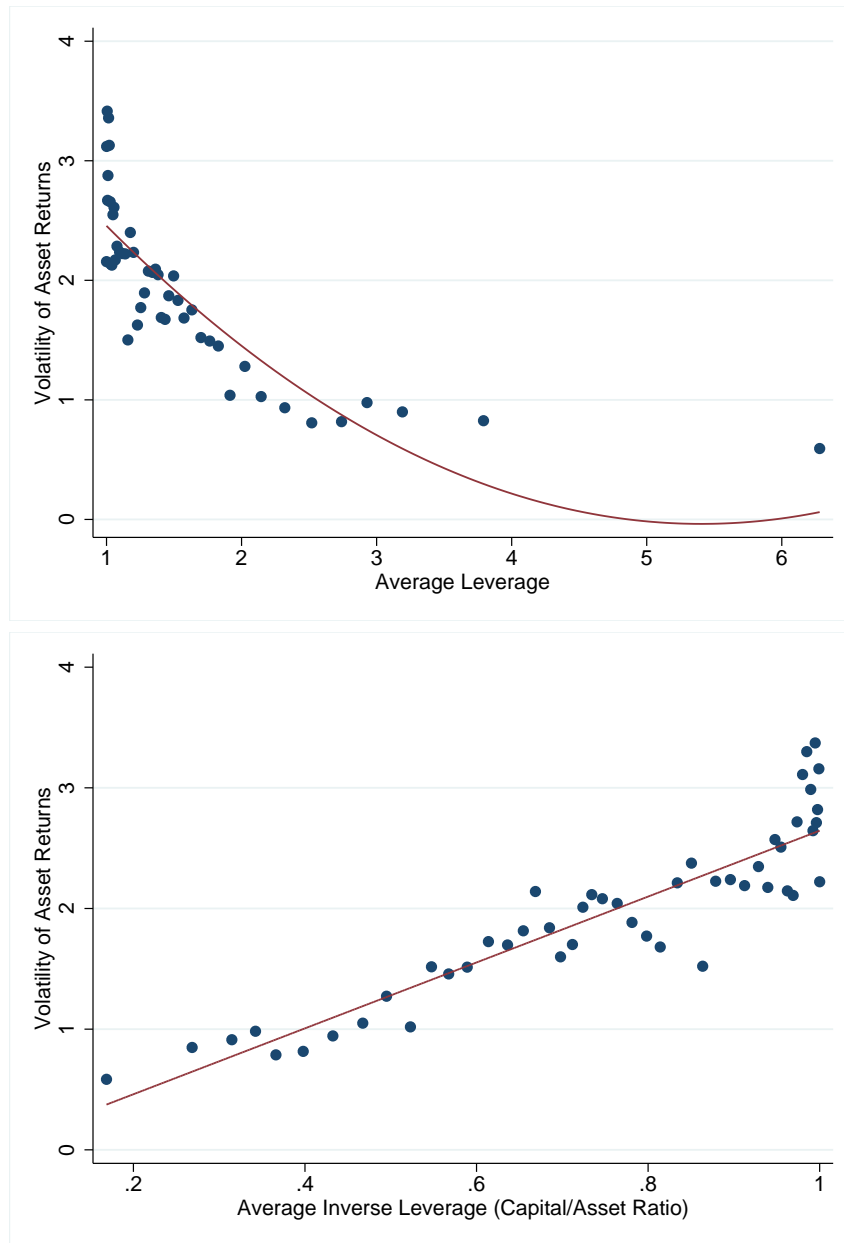 4
3
2
1
0
Volatility of Asset Returns
1 2 3 4 5 6
Average Leverage
4
3
2
1
0
Volatility of Asset Returns
.2 .4 .6 .8 1
Average Inverse Leverage (Capital/Asset Ratio)